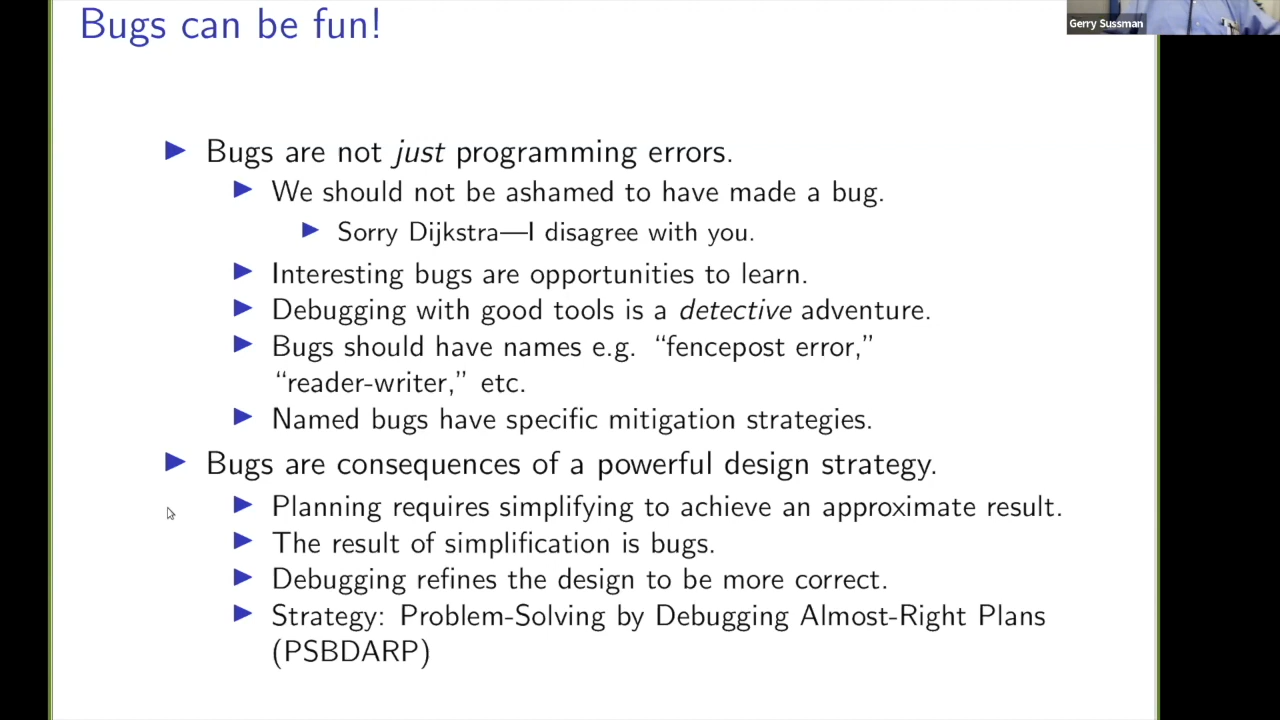 Bugs can be fun!
Gerry Sussman
Bugs are not just programming errors.
We should not be ashamed to have made a bug.
Sorry Dijkstra—I disagree with you.
Interesting bugs are opportunities to learn.
Debugging with good tools is a detective adventure.
Bugs should have names e.g. “fencepost error,”
“reader-writer,” etc.
Named bugs have specific mitigation strategies.
Bugs are consequences of a powerful design strategy.
Planning requires simplifying to achieve an approximate result.
The result of simplification is bugs.
Debugging refines the design to be more correct.
Strategy: Problem-Solving by Debugging Almost-Right Plans
(PSBDARP)